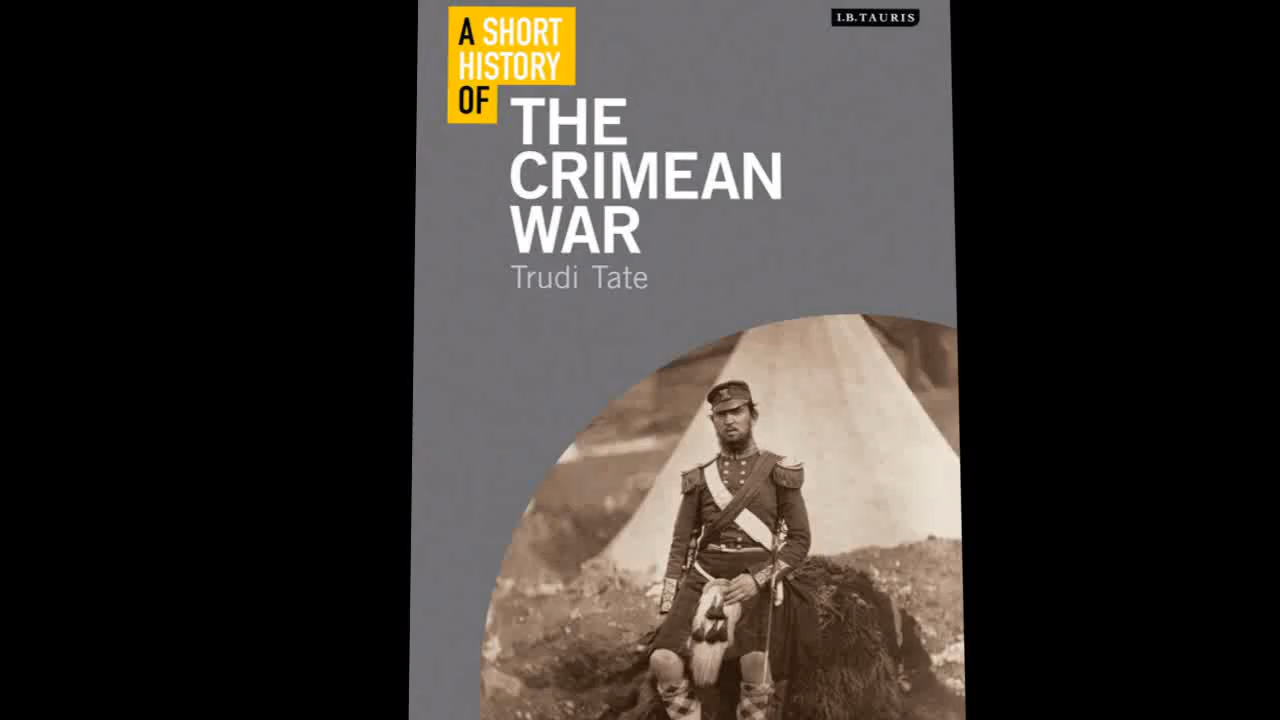 I.B.TAURIS
A SHORT
HISTORY
OF
THE
CRIMEAN
WAR
Trudi Tate